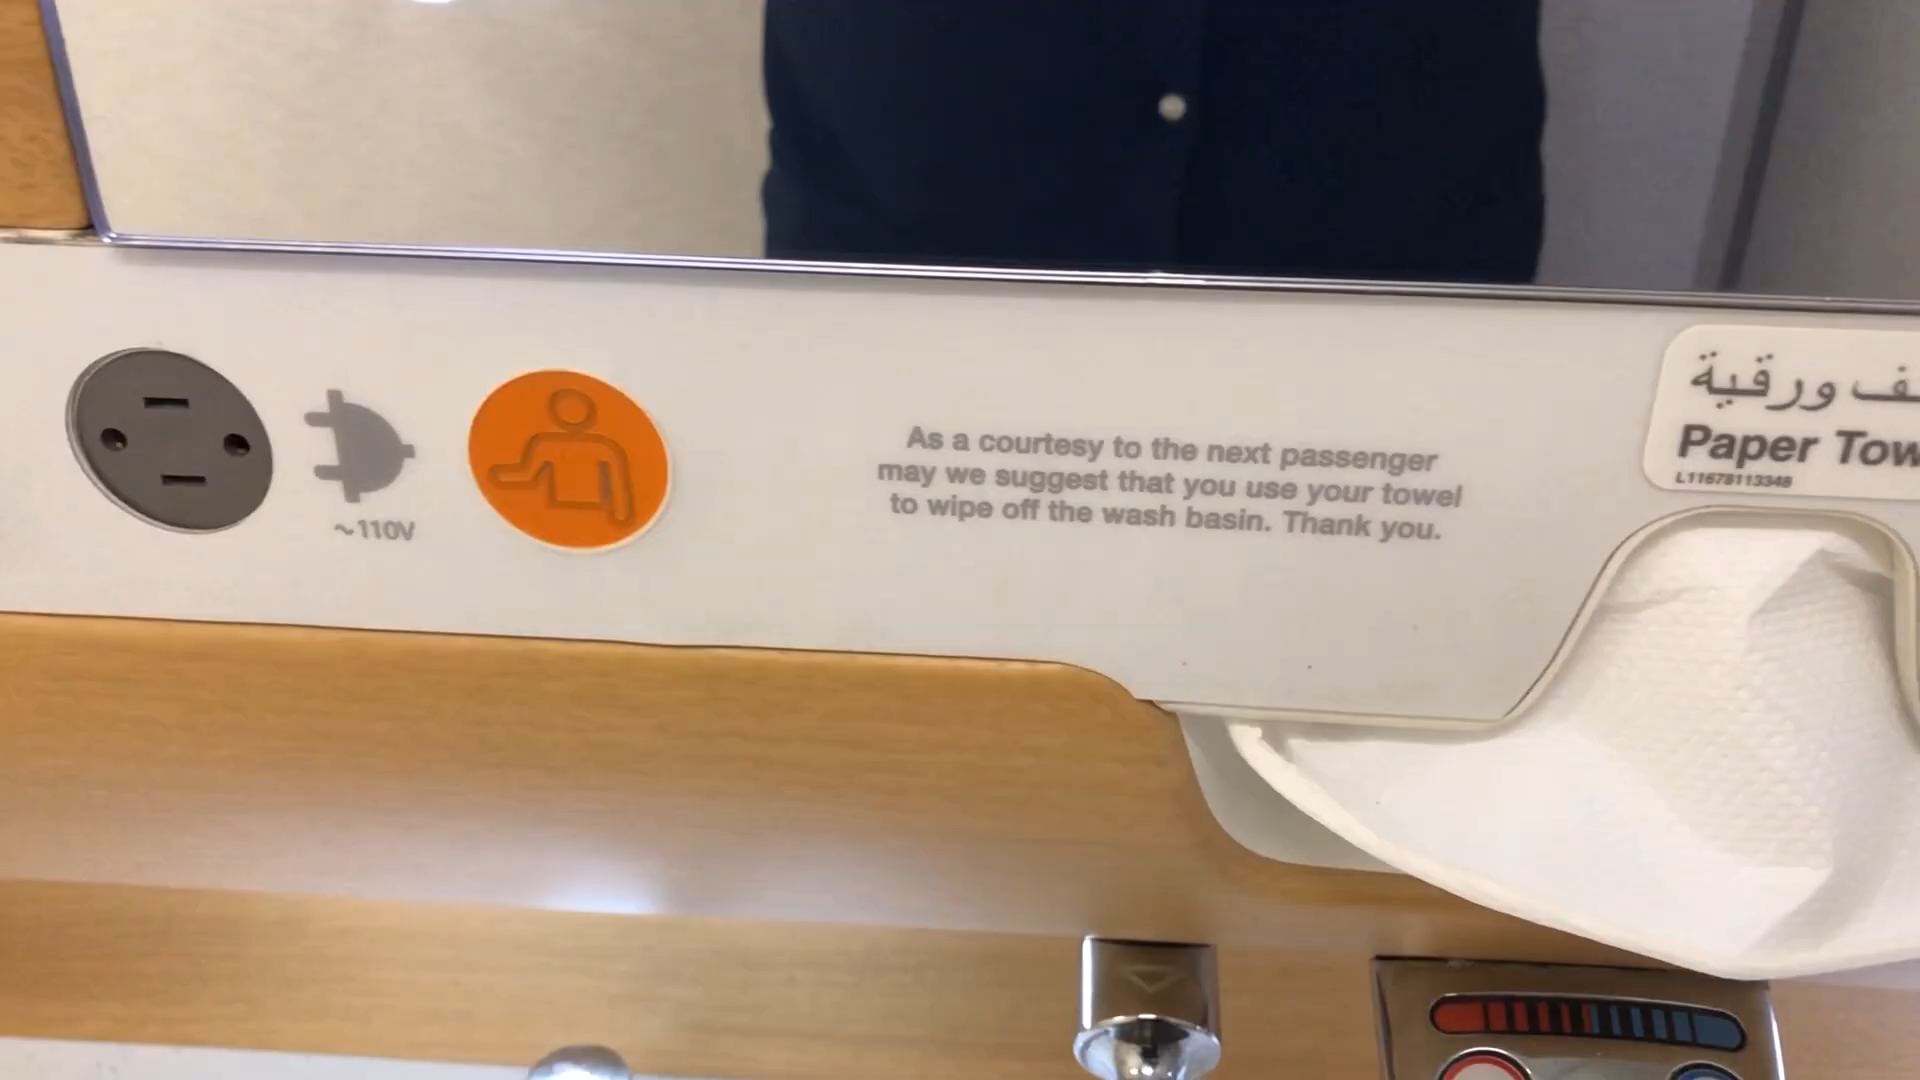 ~110V
As a courtesy to the next passenger
may we suggest that you use your towel
to wipe off the wash basin. Thank you.
ورقية
Paper
L11678113348